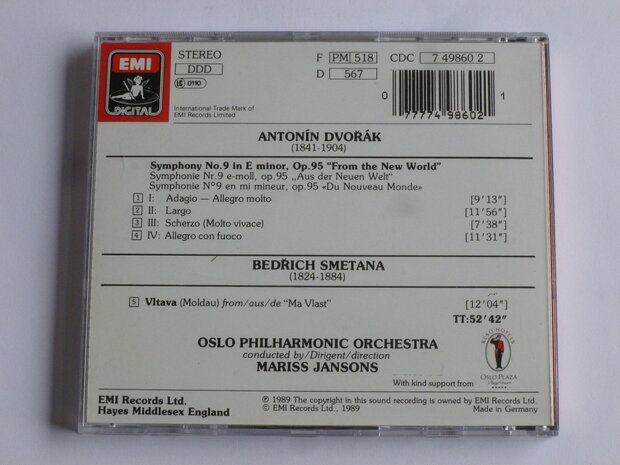 EMI
DIGITAL
STEREO
DDD
LC 0110
International Trade Mark of
EMI Records Limited
F PM 518 CDC 7 49860 2
D 567
0 77774 98602 1
ANTONÍN DVOŘÁK
(1841-1904)
Symphony No. 9 in E minor, Op. 95 "From the New World"
Symphonie Nr. 9 e-moll, op. 95 „Aus der Neuen Welt"
Symphonie N° 9 en mi mineur, op. 95 «Du Nouveau Monde»
1 I: Adagio — Allegro molto [9'13"]
2 II: Largo [11'56"]
3 III: Scherzo (Molto vivace) [7'38"]
4 IV: Allegro con fuoco [11'31"]
BEDŘICH SMETANA
(1824-1884)
5 Vltava (Moldau) from/aus/de "Ma Vlast" [12'04"]
TT:52'42"
OSLO PHILHARMONIC ORCHESTRA
conducted by/Dirigent/direction
MARISS JANSONS
With kind support from
RESO-HOTELS
OSLO PLAZA
EMI Records Ltd.
Hayes Middlesex England
℗ 1989 The copyright in this sound recording is owned by EMI Records Ltd.
© EMI Records Ltd., 1989
Made in Germany